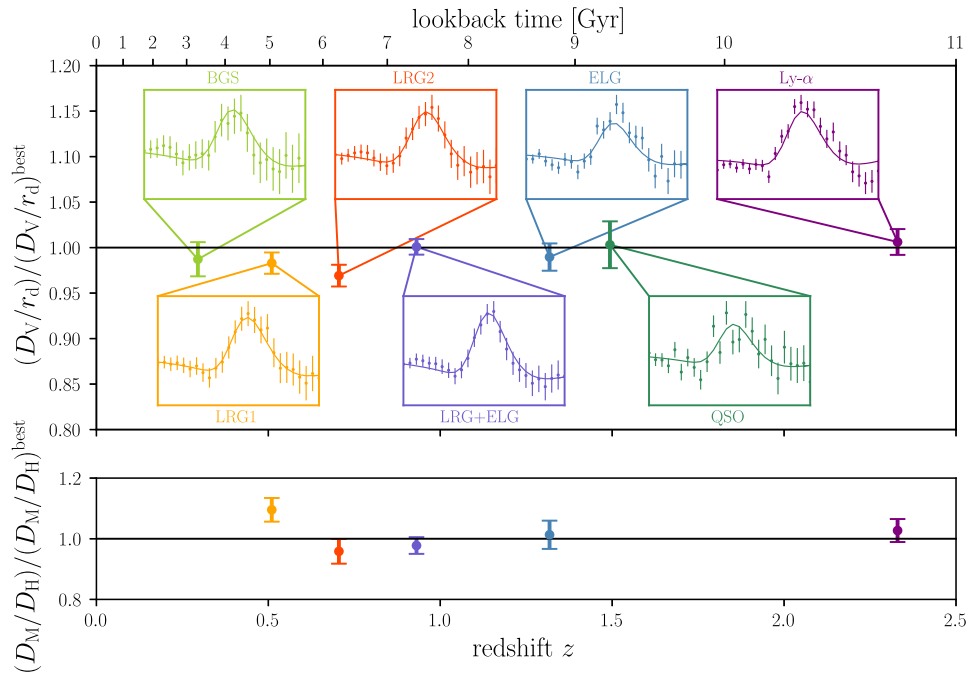 lookback time [Gyr]
0 1 2 3 4 5 6 7 8 9 10 11
1.20
1.15
1.10
1.05
1.00
0.95
0.90
0.85
0.80
(D_V/r_d)/(D_V/r_d)^best
BGS
LRG2
ELG
Ly-α
LRG1
LRG+ELG
QSO
1.2
1.0
0.8
(D_M/D_H)/(D_M/D_H)^best
0.0 0.5 1.0 1.5 2.0 2.5
redshift z